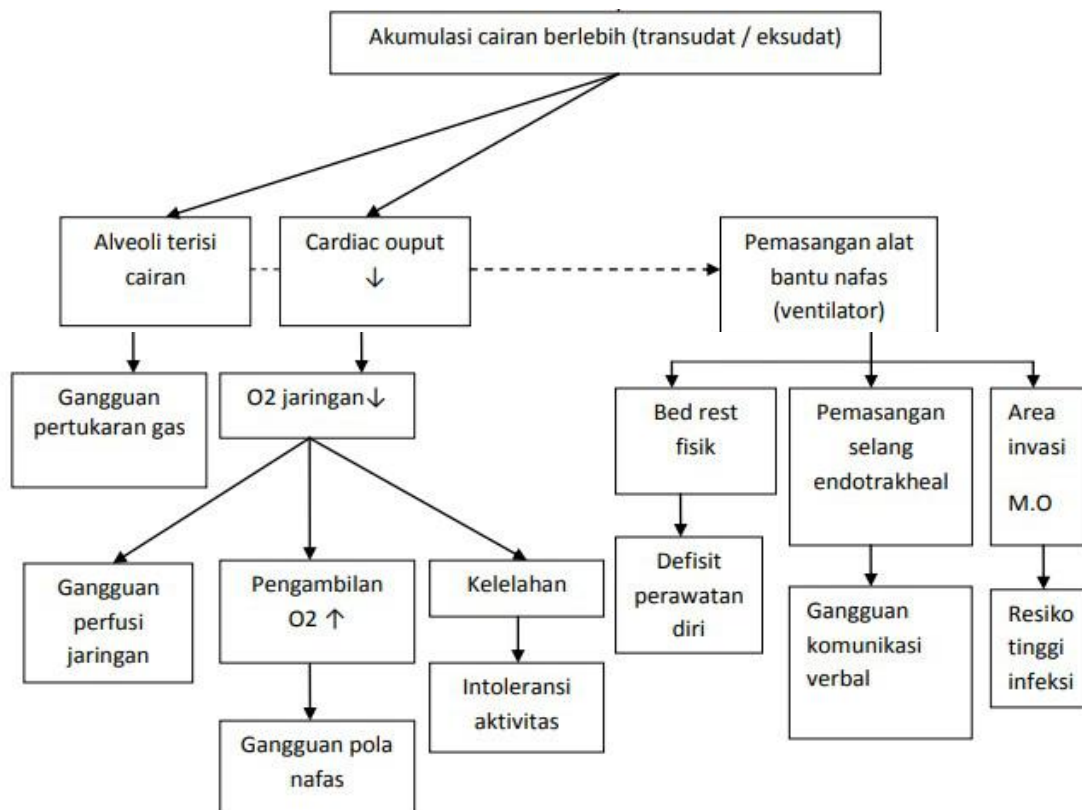 Akumulasi cairan berlebih (transudat / eksudat)
Alveoli terisi
cairan
Cardiac ouput
↓
Pemasangan alat
bantu nafas
(ventilator)
Gangguan
pertukaran gas
O2 jaringan↓
Bed rest
fisik
Pemasangan
selang
endotrakheal
Area
invasi
M.O
Gangguan
perfusi
jaringan
Pengambilan
O2 ↑
Kelelahan
Defisit
perawatan
diri
Gangguan
komunikasi
verbal
Resiko
tinggi
infeksi
Intoleransi
aktivitas
Gangguan pola
nafas